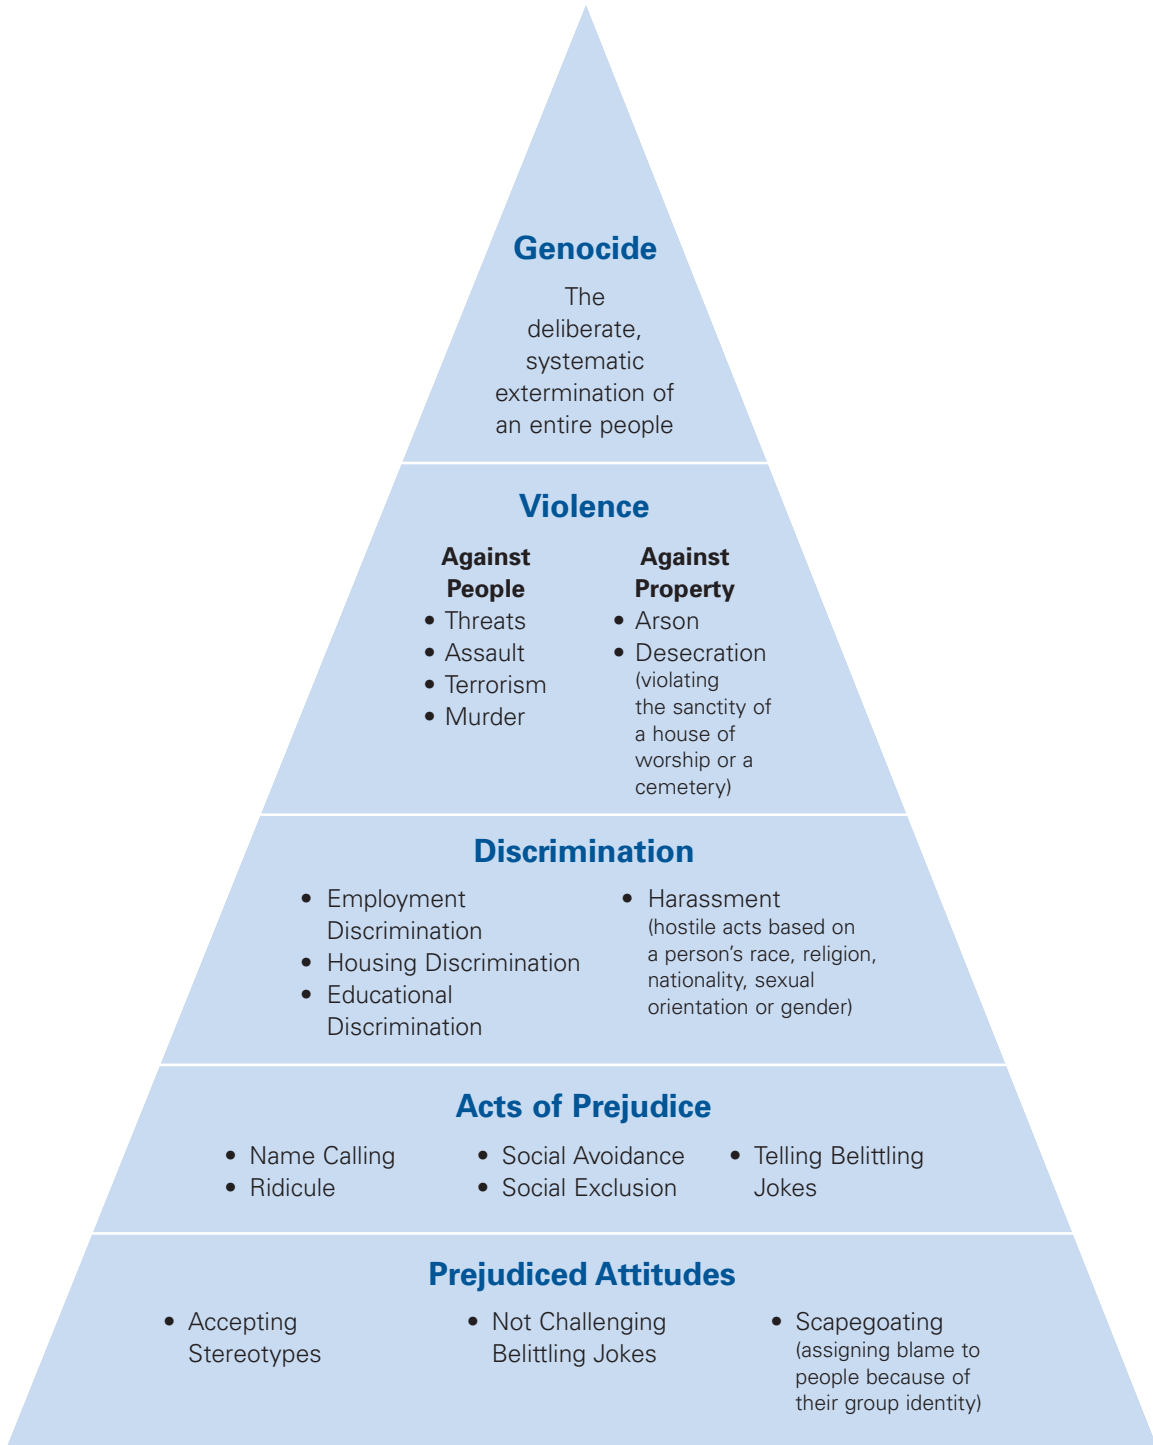 Genocide
The
deliberate,
systematic
extermination of
an entire people
Violence
Against
People
• Threats
• Assault
• Terrorism
• Murder
Against
Property
• Arson
• Desecration
(violating
the sanctity of
a house of
worship or a
cemetery)
Discrimination
• Employment
Discrimination
• Housing Discrimination
• Educational
Discrimination
• Harassment
(hostile acts based on
a person's race, religion,
nationality, sexual
orientation or gender)
Acts of Prejudice
• Name Calling
• Ridicule
• Social Avoidance
• Social Exclusion
• Telling Belittling
Jokes
Prejudiced Attitudes
• Accepting
Stereotypes
• Not Challenging
Belittling Jokes
• Scapegoating
(assigning blame to
people because of
their group identity)